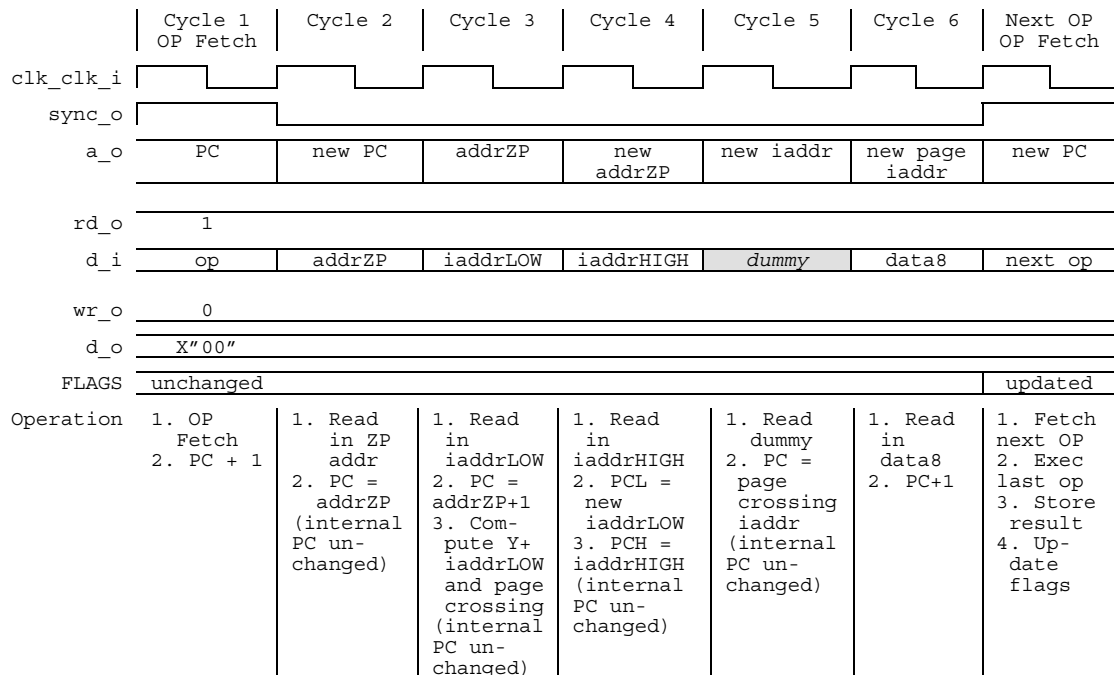 Cycle 1 Cycle 2 Cycle 3 Cycle 4 Cycle 5 Cycle 6 Next OP
OP Fetch OP Fetch
clk_clk_i
sync_o
a_o PC new PC addrZP new new iaddr new page new PC
addrZP iaddr
rd_o 1
d_i op addrZP iaddrLOW iaddrHIGH dummy data8 next op
wr_o 0
d_o X"00"
FLAGS unchanged updated
Operation 1. OP 1. Read 1. Read 1. Read 1. Read 1. Read 1. Fetch
Fetch in ZP in in dummy in next OP
2. PC + 1 addr iaddrLOW iaddrHIGH 2. PC = data8 2. Exec
2. PC = 2. PC = 2. PCL = page 2. PC+1 last op
addrZP addrZP+1 new crossing 3. Store
(internal 3. Com- iaddrLOW iaddr result
PC un- pute Y+ 3. PCH = (internal 4. Up-
changed) iaddrLOW iaddrHIGH PC un- date
and page (internal changed) flags
crossing PC un-
(internal changed)
PC un-
changed)